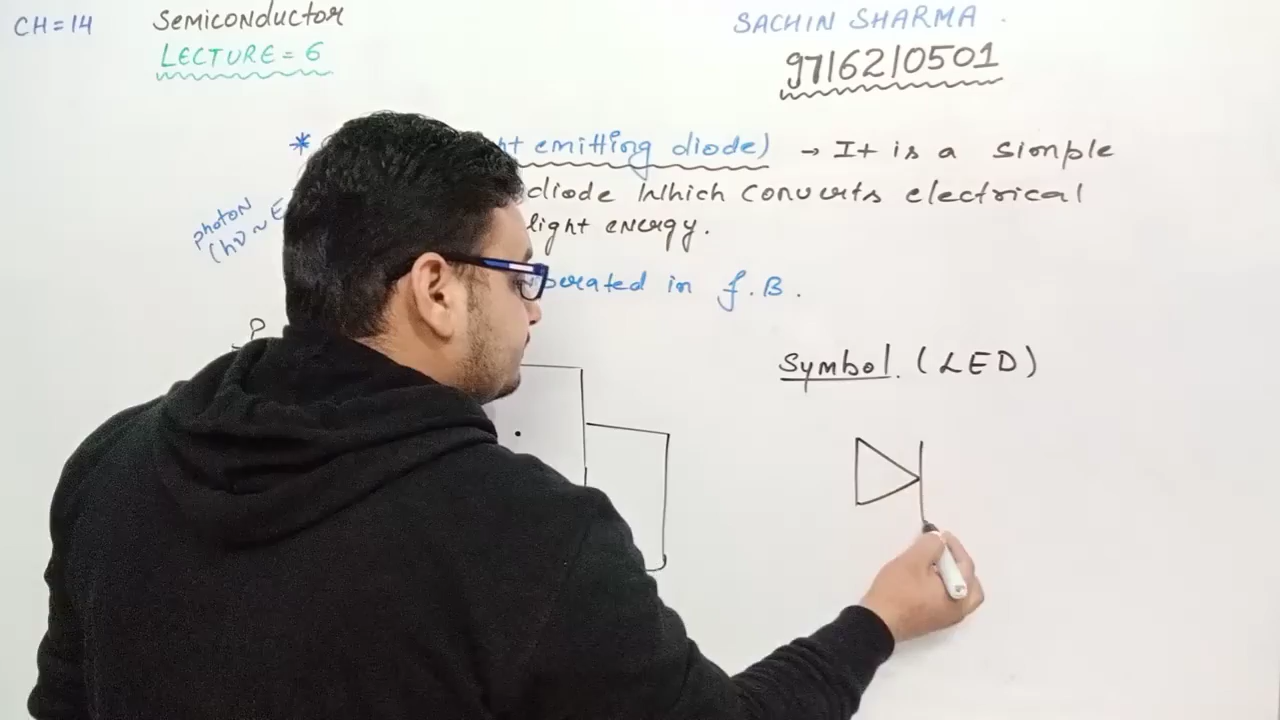 CH=14 Semiconductor
LECTURE = 6
SACHIN SHARMA.
9716210501
* emitting diode) → It is a simple
diode Which converts electrical
light energy.
photon
(hν ~ E
operated in f.B.
P
Symbol. (LED)